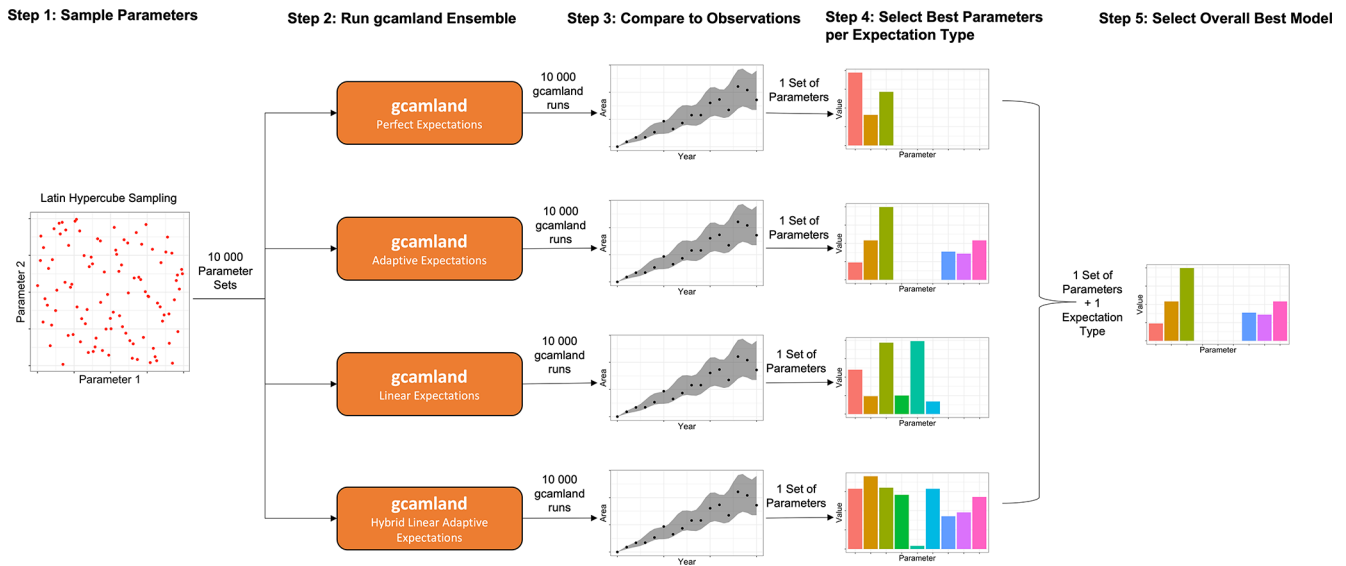 Step 1: Sample Parameters
Step 2: Run gcamland Ensemble
Step 3: Compare to Observations
Step 4: Select Best Parameters
per Expectation Type
Step 5: Select Overall Best Model
Latin Hypercube Sampling
Parameter 2
Parameter 1
10 000
Parameter
Sets
gcamland
Perfect Expectations
10 000
gcamland
runs
Area
Year
1 Set of
Parameters
Value
Parameter
gcamland
Adaptive Expectations
10 000
gcamland
runs
Area
Year
1 Set of
Parameters
Value
Parameter
gcamland
Linear Expectations
10 000
gcamland
runs
Area
Year
1 Set of
Parameters
Value
Parameter
gcamland
Hybrid Linear Adaptive
Expectations
10 000
gcamland
runs
Area
Year
1 Set of
Parameters
Value
Parameter
1 Set of
Parameters
+ 1
Expectation
Type
Value
Parameter